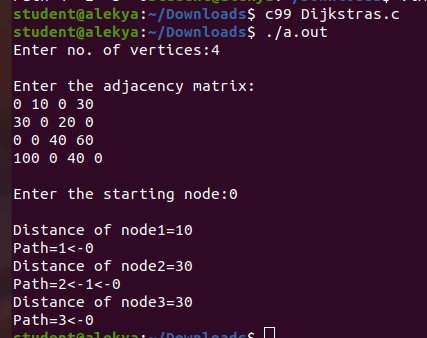 student@alekya:~/Downloads$ c99 Dijkstras.c
student@alekya:~/Downloads$ ./a.out
Enter no. of vertices:4
Enter the adjacency matrix:
0 10 0 30
30 0 20 0
0 0 40 60
100 0 40 0
Enter the starting node:0
Distance of node1=10
Path=1<-0
Distance of node2=30
Path=2<-1<-0
Distance of node3=30
Path=3<-0
student@alekya:~/Downloads$